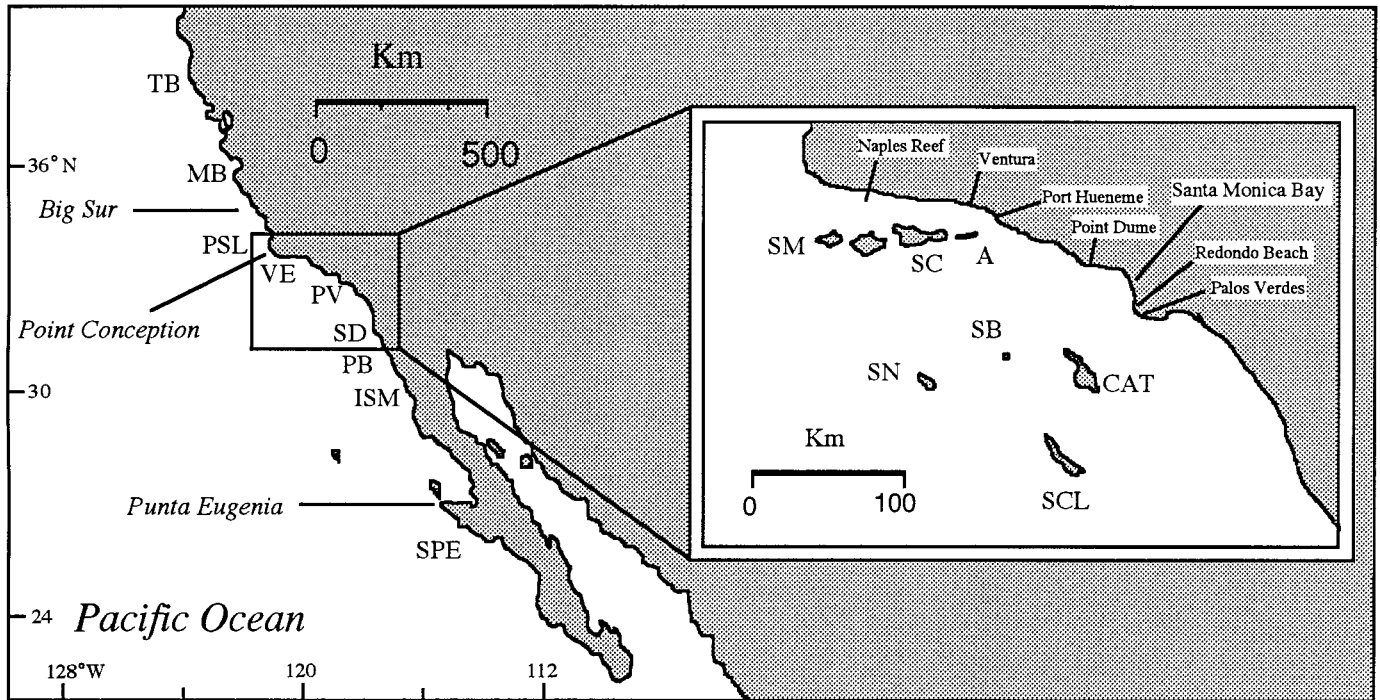 Km
0
500
TB
36° N
MB
Big Sur
PSL
VE
Point Conception
PV
SD
PB
30
ISM
Punta Eugenia
SPE
24
Pacific Ocean
128°W
120
112
Naples Reef
Ventura
Port Hueneme
Santa Monica Bay
Point Dume
Redondo Beach
Palos Verdes
SM
SC
A
SB
SN
CAT
Km
0
100
SCL